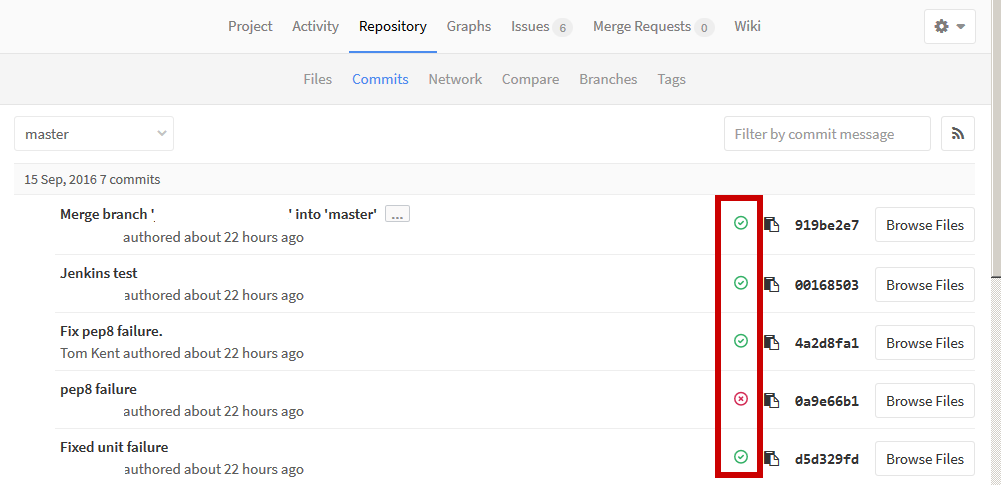 Project Activity Repository Graphs Issues 6 Merge Requests 0 Wiki
Files Commits Network Compare Branches Tags
master Filter by commit message
15 Sep, 2016 7 commits
Merge branch ' ' into 'master' ...
authored about 22 hours ago
919be2e7 Browse Files
Jenkins test
authored about 22 hours ago
00168503 Browse Files
Fix pep8 failure.
Tom Kent authored about 22 hours ago
4a2d8fa1 Browse Files
pep8 failure
authored about 22 hours ago
0a9e66b1 Browse Files
Fixed unit failure
authored about 22 hours ago
d5d329fd Browse Files